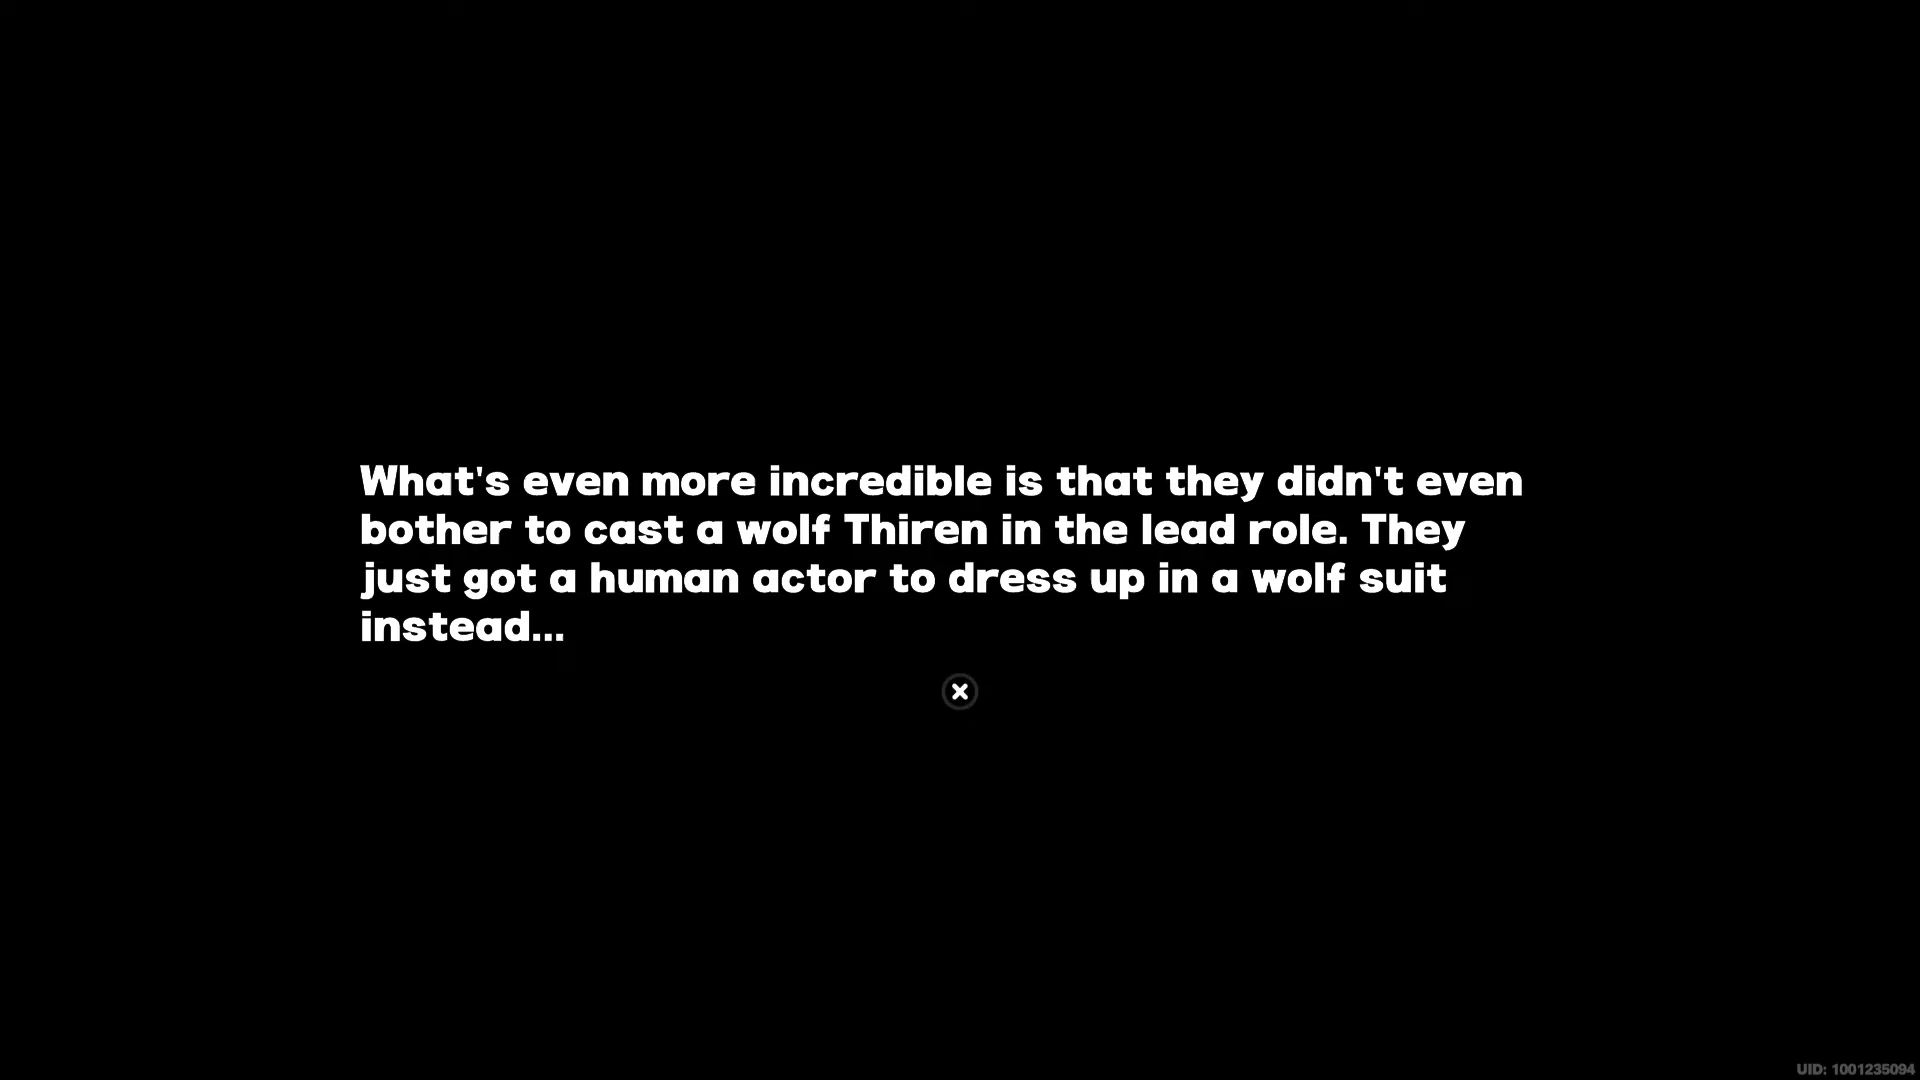 What's even more incredible is that they didn't even
bother to cast a wolf Thiren in the lead role. They
just got a human actor to dress up in a wolf suit
instead...
UID: 1001235094